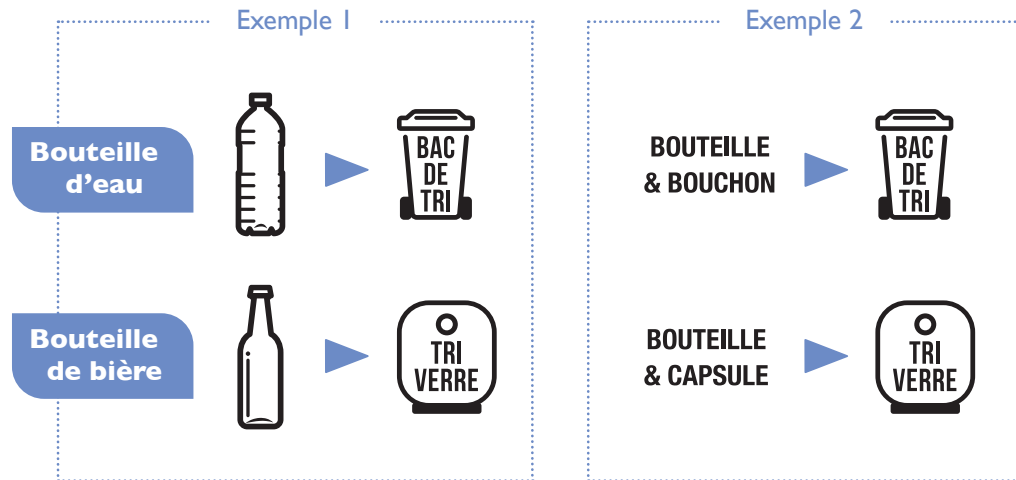 Exemple 1
Exemple 2
Bouteille
d'eau
BAC
DE
TRI
BOUTEILLE
& BOUCHON
BAC
DE
TRI
Bouteille
de bière
TRI
VERRE
BOUTEILLE
& CAPSULE
TRI
VERRE